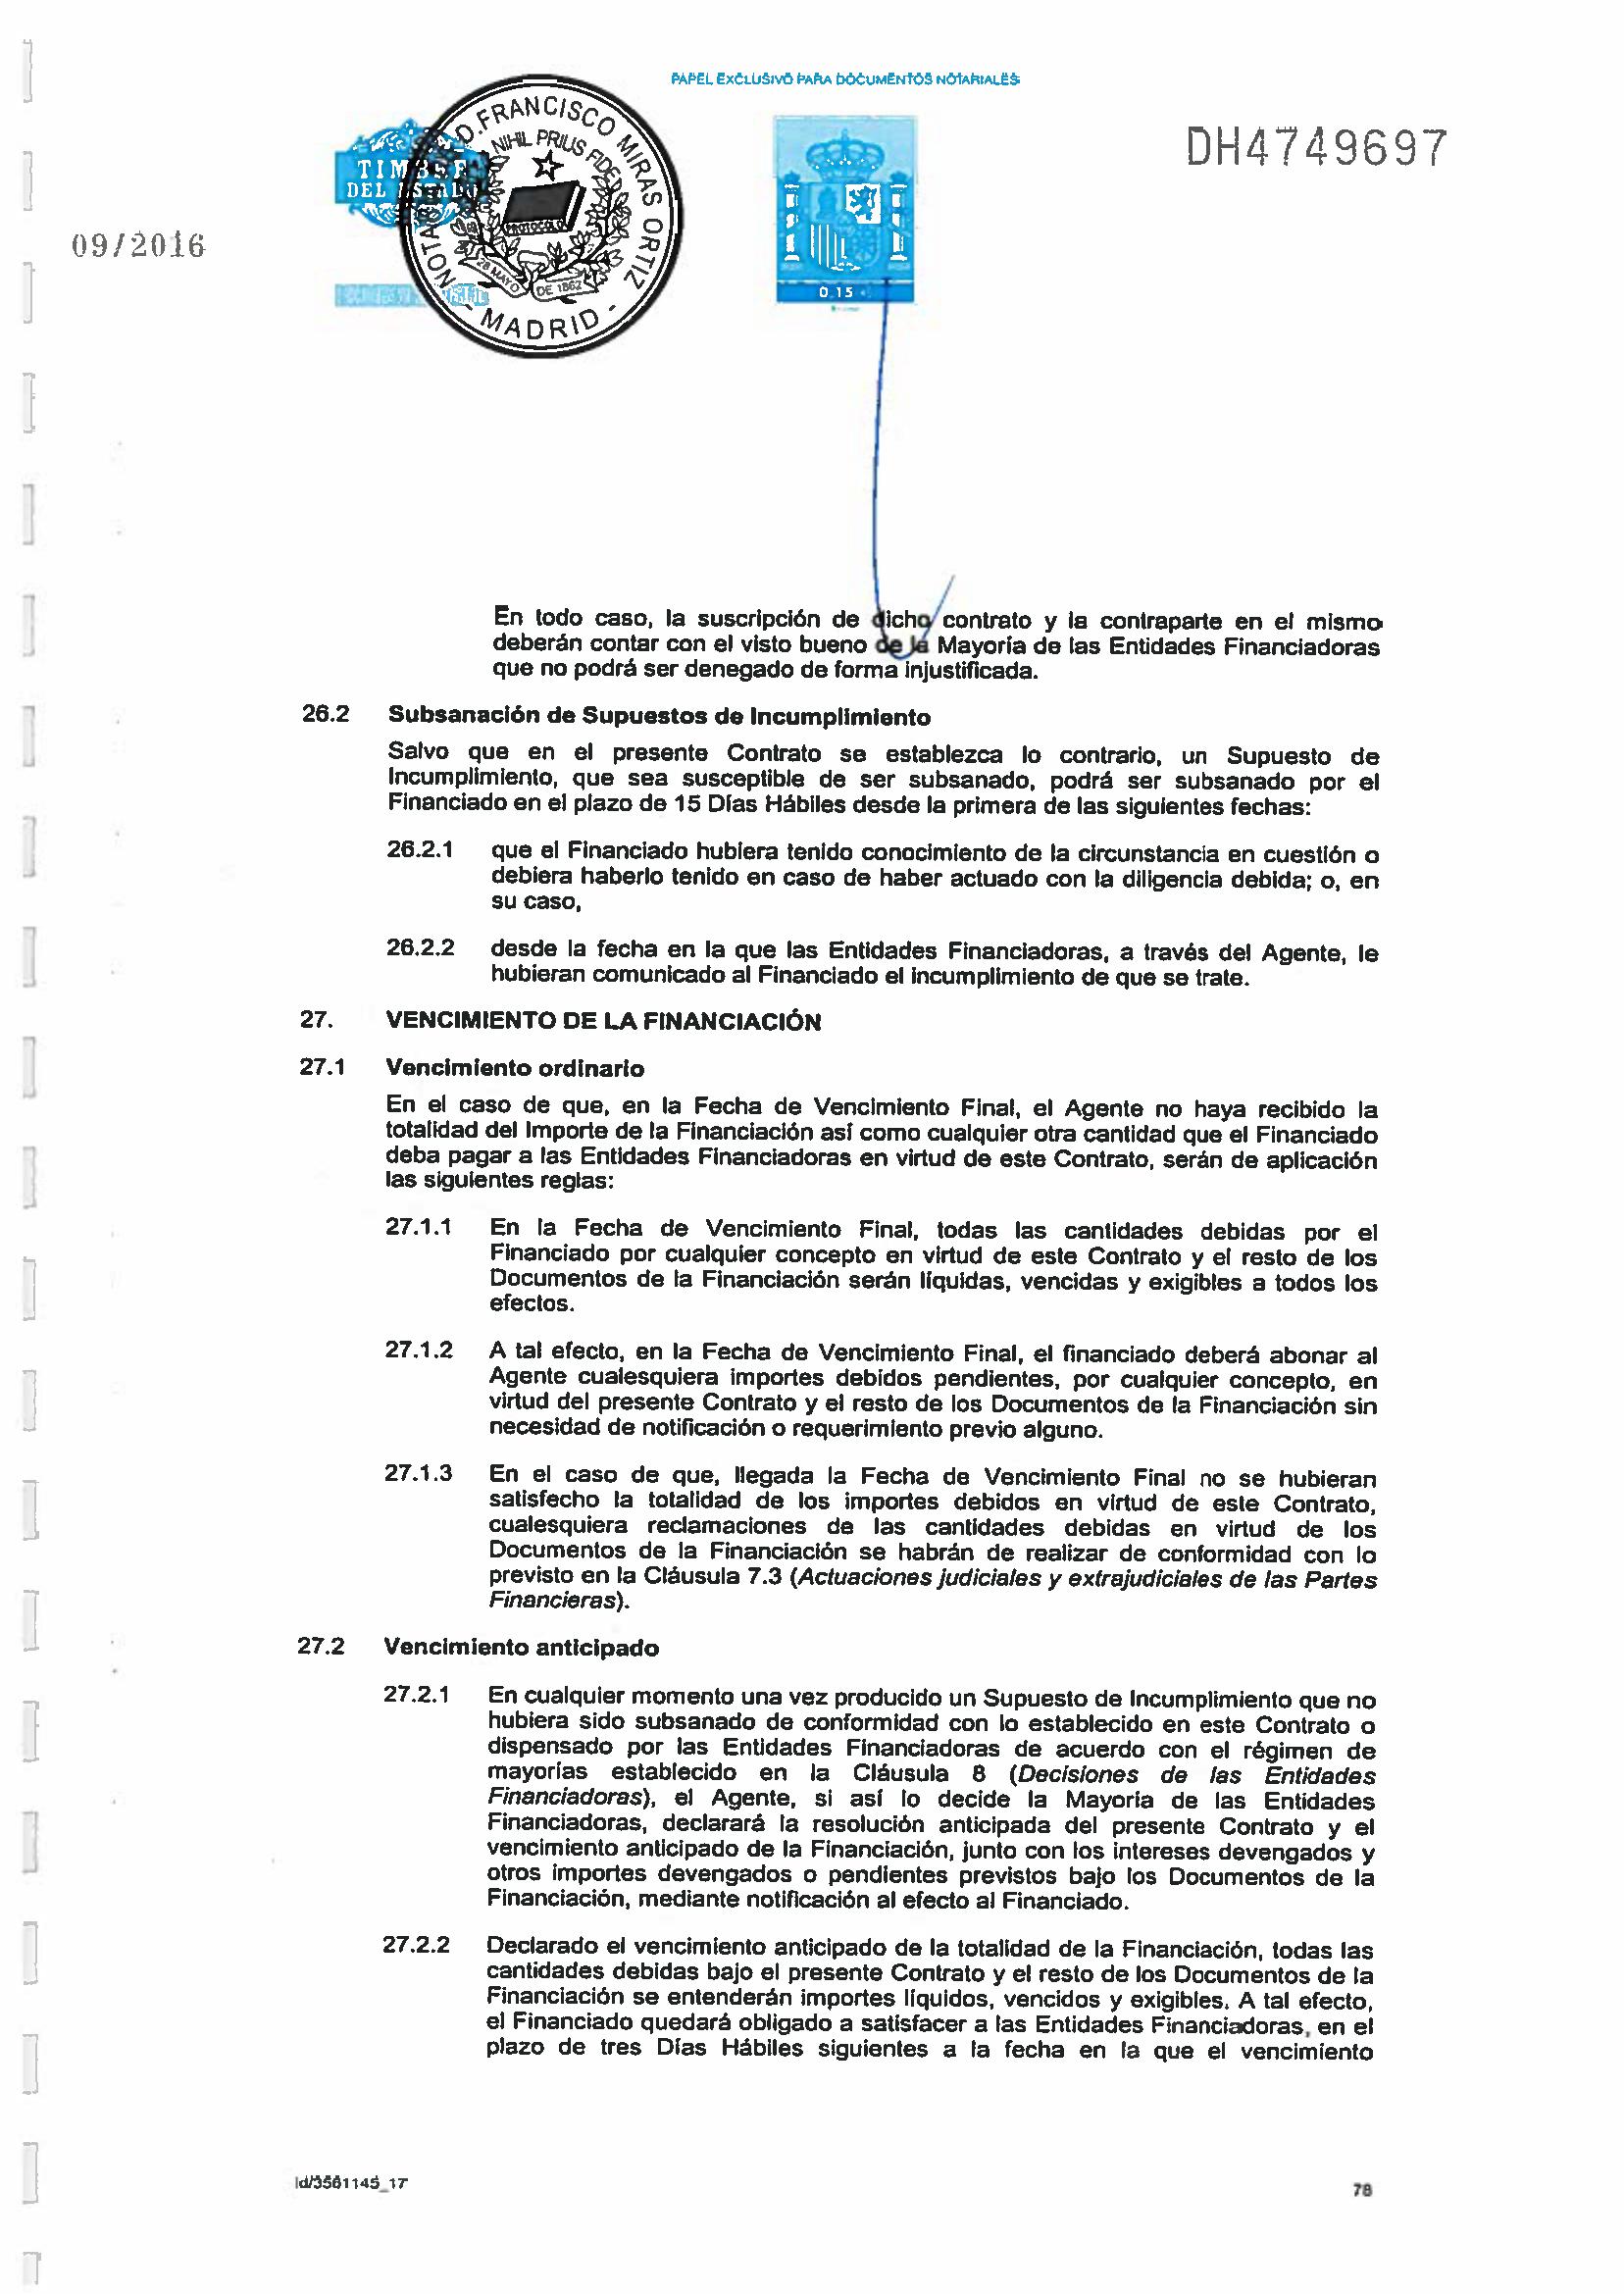 PAPEL EXCLUSIVO PARA DOCUMENTOS NOTARIALES
DH4749697
09/2016
TIMBRE
DEL ESTADO
D. FRANCISCO MIRAS ORTIZ
NOTARIO
- MADRID -
NIHIL PRIUS FIDE
PROTOCOLO
28 MAYO DE 1862
0,15
En todo caso, la suscripción de dicho contrato y la contraparte en el mismo
deberán contar con el visto bueno de la Mayoría de las Entidades Financiadoras
que no podrá ser denegado de forma injustificada.
26.2 Subsanación de Supuestos de Incumplimiento
Salvo que en el presente Contrato se establezca lo contrario, un Supuesto de
Incumplimiento, que sea susceptible de ser subsanado, podrá ser subsanado por el
Financiado en el plazo de 15 Días Hábiles desde la primera de las siguientes fechas:
26.2.1 que el Financiado hubiera tenido conocimiento de la circunstancia en cuestión o
debiera haberlo tenido en caso de haber actuado con la diligencia debida; o, en
su caso,
26.2.2 desde la fecha en la que las Entidades Financiadoras, a través del Agente, le
hubieran comunicado al Financiado el incumplimiento de que se trate.
27. VENCIMIENTO DE LA FINANCIACIÓN
27.1 Vencimiento ordinario
En el caso de que, en la Fecha de Vencimiento Final, el Agente no haya recibido la
totalidad del Importe de la Financiación así como cualquier otra cantidad que el Financiado
deba pagar a las Entidades Financiadoras en virtud de este Contrato, serán de aplicación
las siguientes reglas:
27.1.1 En la Fecha de Vencimiento Final, todas las cantidades debidas por el
Financiado por cualquier concepto en virtud de este Contrato y el resto de los
Documentos de la Financiación serán líquidas, vencidas y exigibles a todos los
efectos.
27.1.2 A tal efecto, en la Fecha de Vencimiento Final, el financiado deberá abonar al
Agente cualesquiera importes debidos pendientes, por cualquier concepto, en
virtud del presente Contrato y el resto de los Documentos de la Financiación sin
necesidad de notificación o requerimiento previo alguno.
27.1.3 En el caso de que, llegada la Fecha de Vencimiento Final no se hubieran
satisfecho la totalidad de los importes debidos en virtud de este Contrato,
cualesquiera reclamaciones de las cantidades debidas en virtud de los
Documentos de la Financiación se habrán de realizar de conformidad con lo
previsto en la Cláusula 7.3 (Actuaciones judiciales y extrajudiciales de las Partes
Financieras).
27.2 Vencimiento anticipado
27.2.1 En cualquier momento una vez producido un Supuesto de Incumplimiento que no
hubiera sido subsanado de conformidad con lo establecido en este Contrato o
dispensado por las Entidades Financiadoras de acuerdo con el régimen de
mayorías establecido en la Cláusula 8 (Decisiones de las Entidades
Financiadoras), el Agente, si así lo decide la Mayoría de las Entidades
Financiadoras, declarará la resolución anticipada del presente Contrato y el
vencimiento anticipado de la Financiación, junto con los intereses devengados y
otros importes devengados o pendientes previstos bajo los Documentos de la
Financiación, mediante notificación al efecto al Financiado.
27.2.2 Declarado el vencimiento anticipado de la totalidad de la Financiación, todas las
cantidades debidas bajo el presente Contrato y el resto de los Documentos de la
Financiación se entenderán importes líquidos, vencidos y exigibles. A tal efecto,
el Financiado quedará obligado a satisfacer a las Entidades Financiadoras, en el
plazo de tres Días Hábiles siguientes a la fecha en la que el vencimiento
ld/3561145_17
78